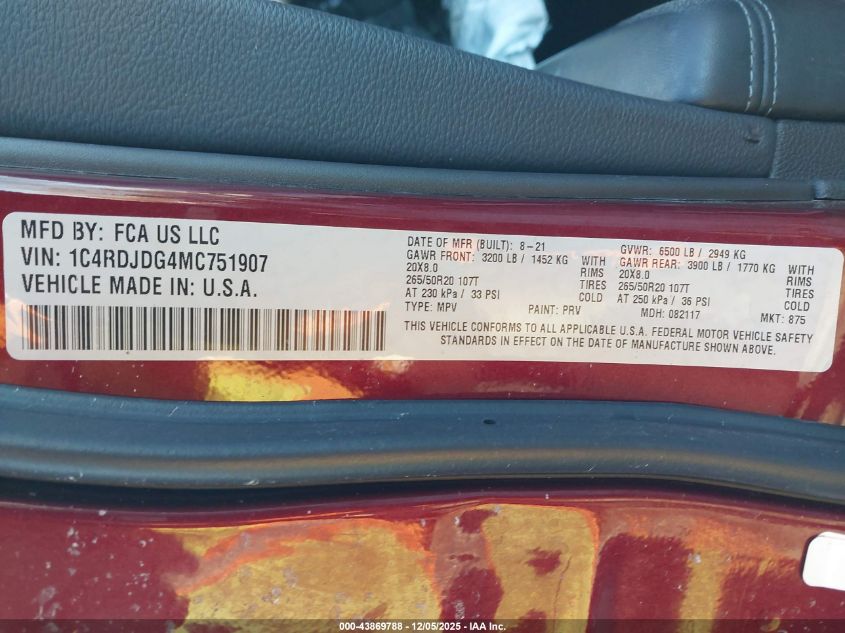 MFD BY: FCA US LLC
VIN: 1C4RDJDG4MC751907
VEHICLE MADE IN: U.S.A.
DATE OF MFR (BUILT): 8-21 GVWR: 6500 LB / 2949 KG
GAWR FRONT: 3200 LB / 1452 KG WITH GAWR REAR: 3900 LB / 1770 KG WITH
20X8.0 RIMS 20X8.0 RIMS
265/50R20 107T TIRES 265/50R20 107T TIRES
AT 230 kPa / 33 PSI COLD AT 250 kPa / 36 PSI COLD
TYPE: MPV PAINT: PRV MDH: 082117 MKT: 875
THIS VEHICLE CONFORMS TO ALL APPLICABLE U.S.A. FEDERAL MOTOR VEHICLE SAFETY
STANDARDS IN EFFECT ON THE DATE OF MANUFACTURE SHOWN ABOVE.
000-43869788 - 12/05/2025 - IAA Inc.